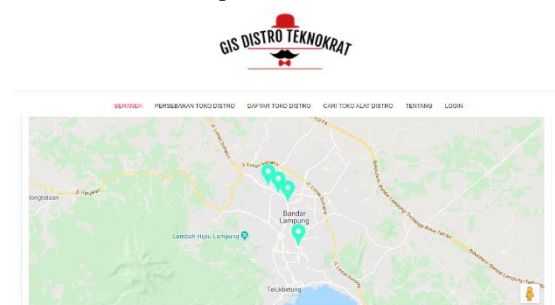 GIS DISTRO TEKNOKRAT
BERANDA PERSEBARAN TOKO DISTRO DAFTAR TOKO DISTRO CARI TOKO ALAT DISTRO TENTANG LOGIN
Bandar
Lampung
Lembah Hijau Lampung
Telukbetung